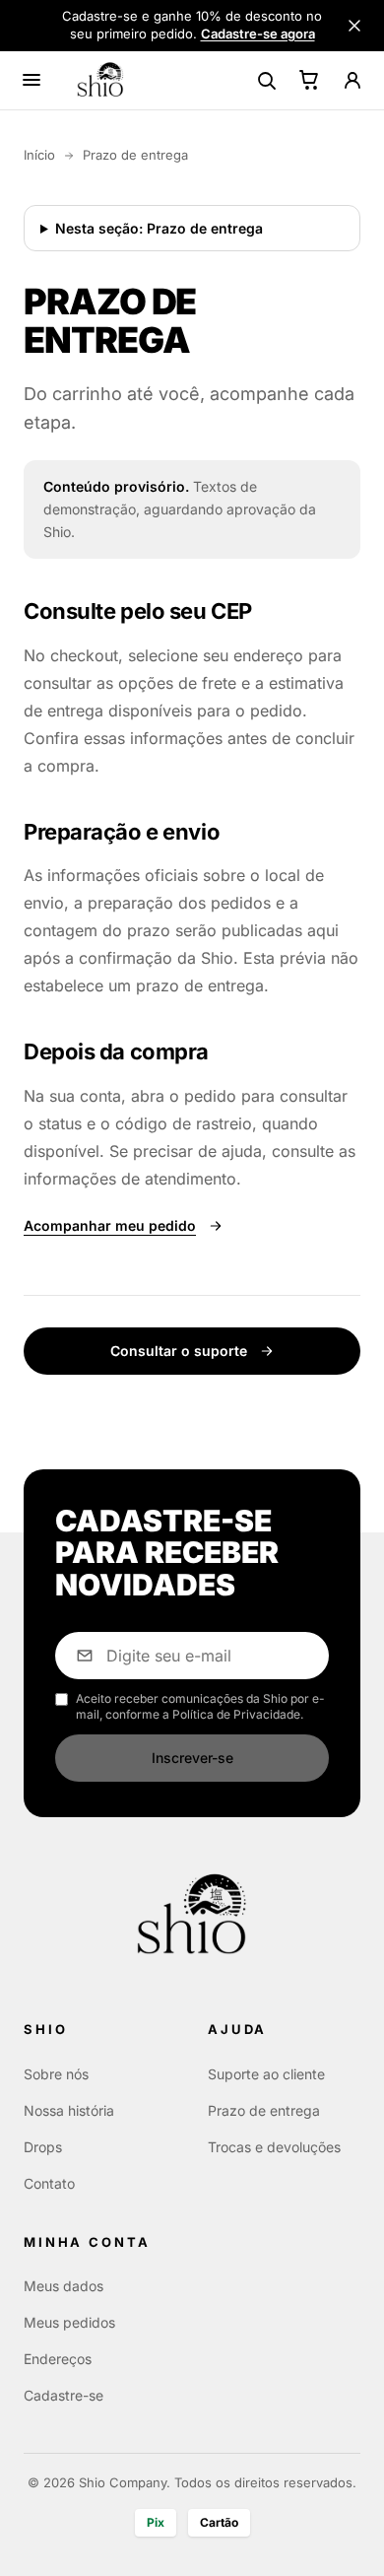 Cadastre-se e ganhe 10% de desconto no
seu primeiro pedido. Cadastre-se agora
shio
Início → Prazo de entrega
▶ Nesta seção: Prazo de entrega
PRAZO DE
ENTREGA
Do carrinho até você, acompanhe cada
etapa.
Conteúdo provisório. Textos de
demonstração, aguardando aprovação da
Shio.
Consulte pelo seu CEP
No checkout, selecione seu endereço para
consultar as opções de frete e a estimativa
de entrega disponíveis para o pedido.
Confira essas informações antes de concluir
a compra.
Preparação e envio
As informações oficiais sobre o local de
envio, a preparação dos pedidos e a
contagem do prazo serão publicadas aqui
após a confirmação da Shio. Esta prévia não
estabelece um prazo de entrega.
Depois da compra
Na sua conta, abra o pedido para consultar
o status e o código de rastreio, quando
disponível. Se precisar de ajuda, consulte as
informações de atendimento.
Acompanhar meu pedido →
Consultar o suporte →
CADASTRE-SE
PARA RECEBER
NOVIDADES
Digite seu e-mail
Aceito receber comunicações da Shio por e-
mail, conforme a Política de Privacidade.
Inscrever-se
塩
shio
SHIO
Sobre nós
Nossa história
Drops
Contato
AJUDA
Suporte ao cliente
Prazo de entrega
Trocas e devoluções
MINHA CONTA
Meus dados
Meus pedidos
Endereços
Cadastre-se
© 2026 Shio Company. Todos os direitos reservados.
Pix Cartão